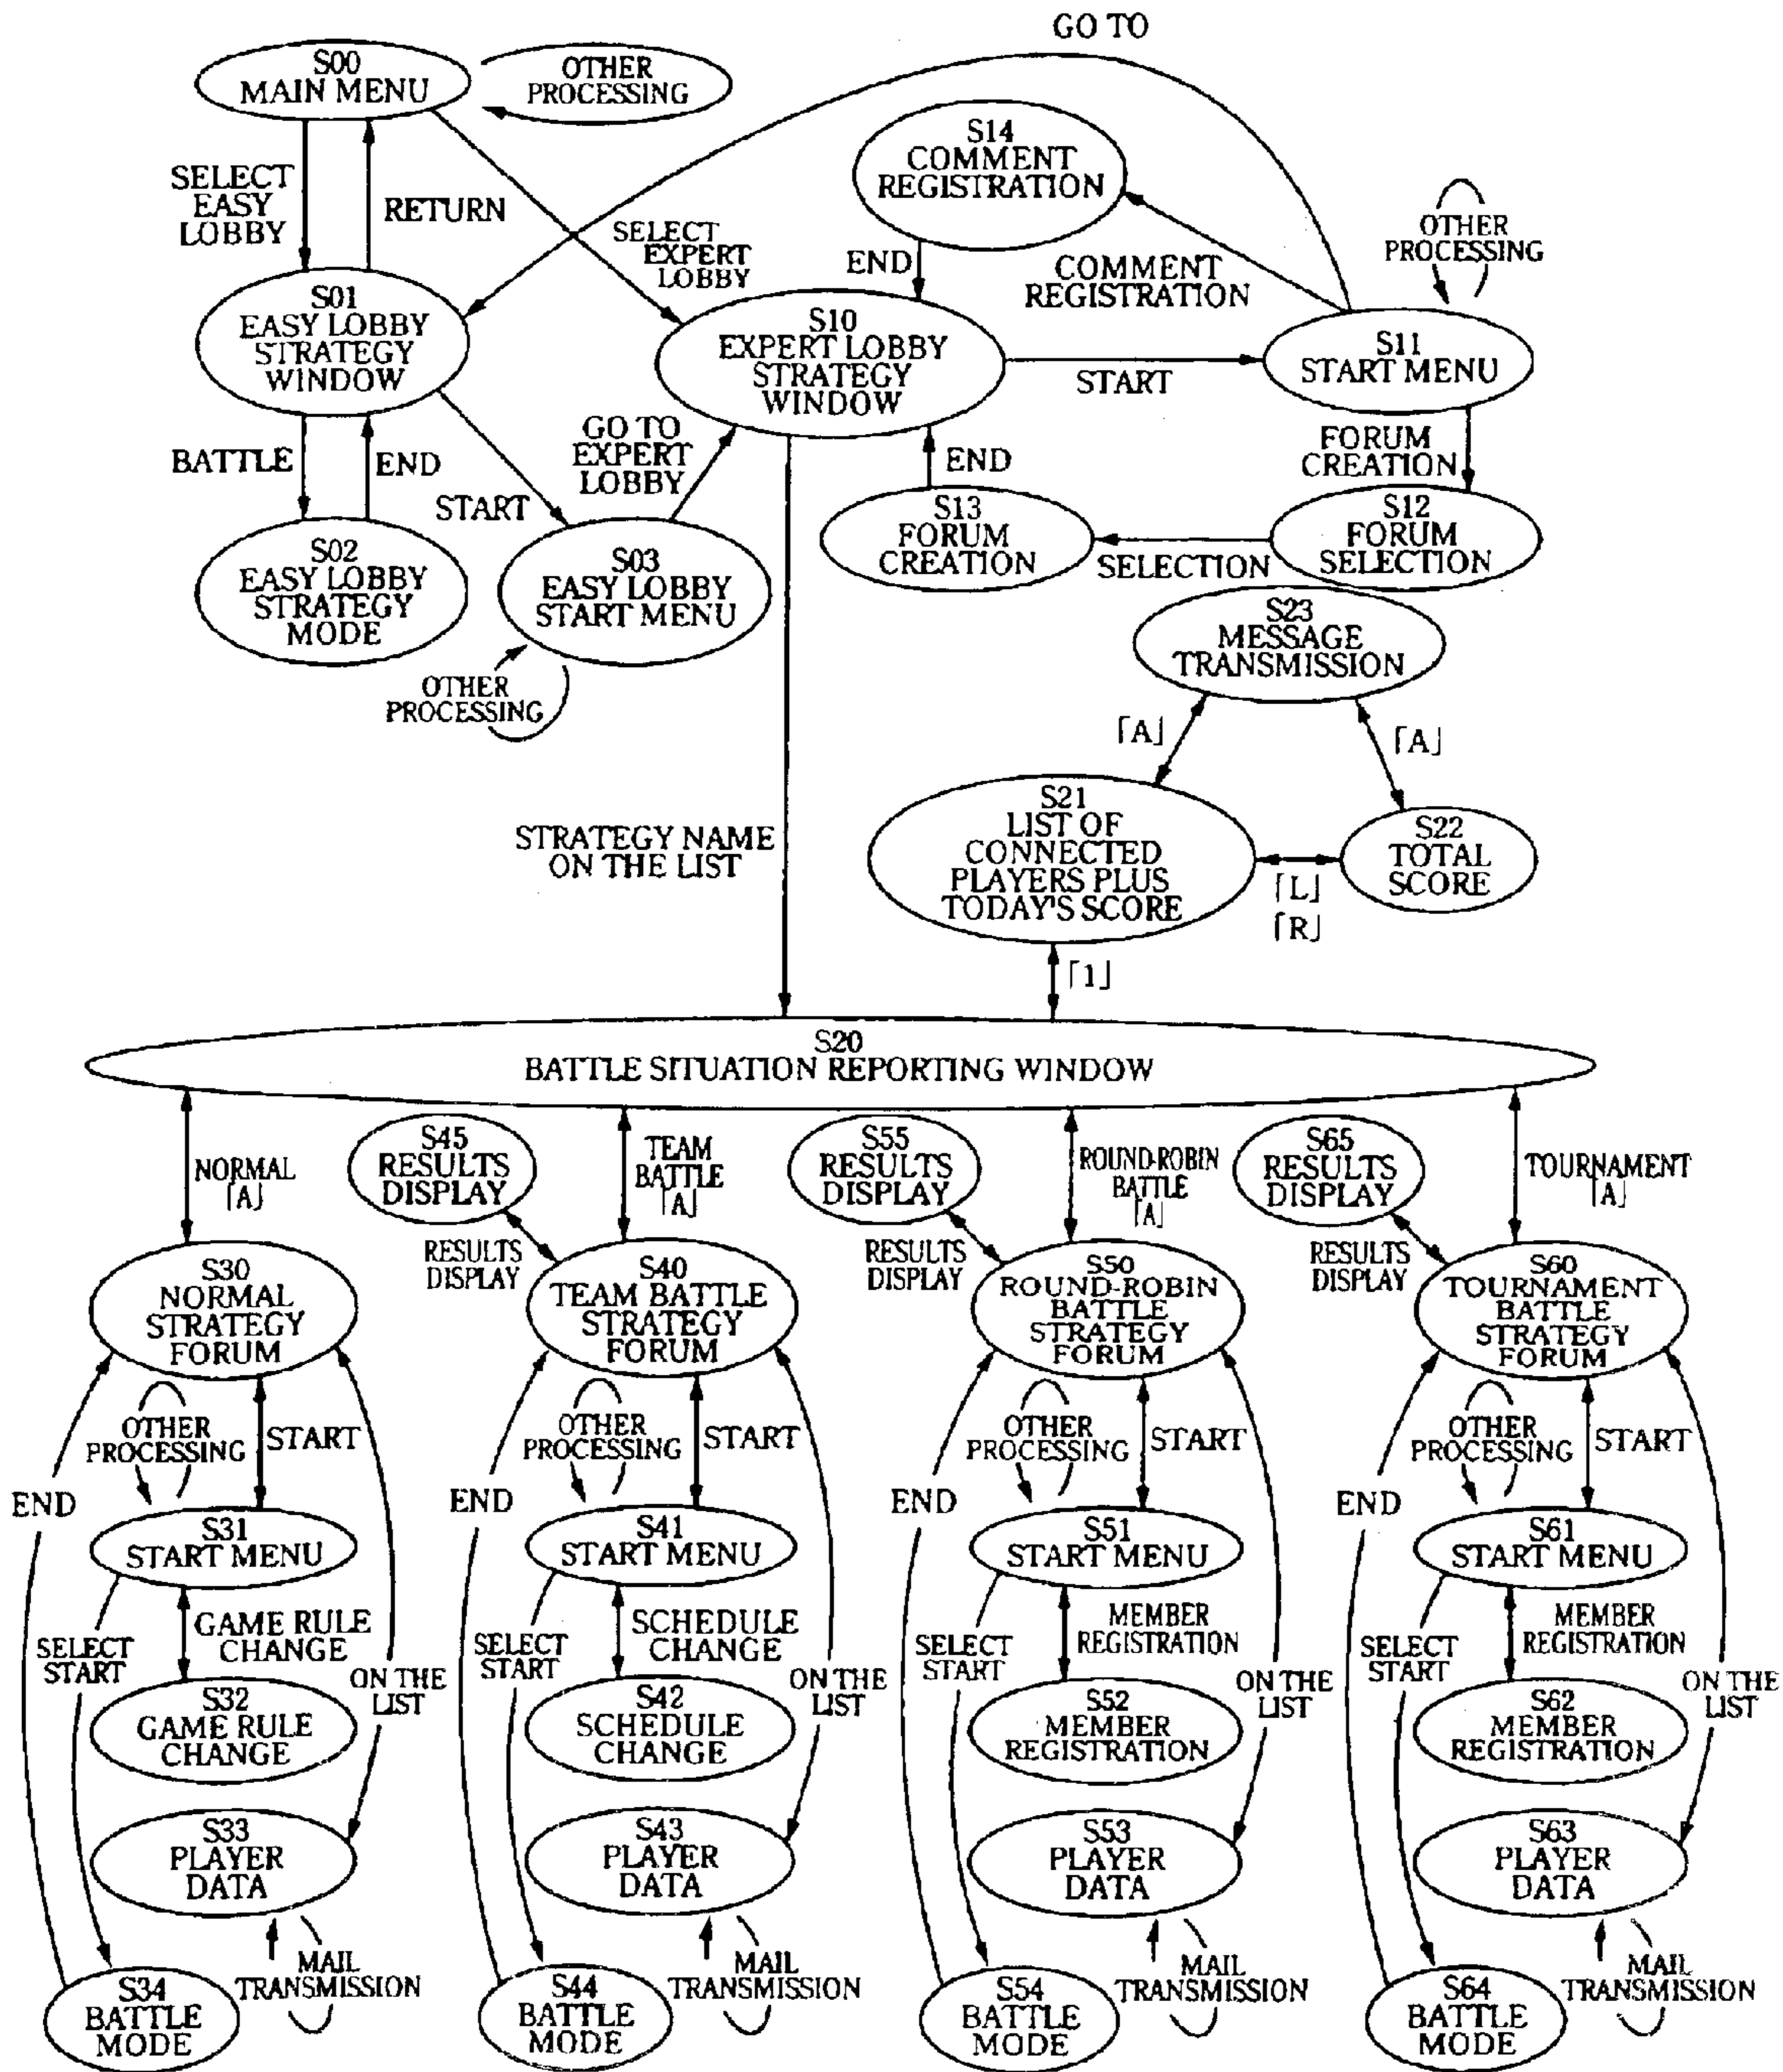 GO TO
S00
MAIN MENU
OTHER
PROCESSING
SELECT
EASY
LOBBY
RETURN
SELECT
EXPERT
LOBBY
S14
COMMENT
REGISTRATION
END
COMMENT
REGISTRATION
OTHER
PROCESSING
S01
EASY LOBBY
STRATEGY
WINDOW
S10
EXPERT LOBBY
STRATEGY
WINDOW
START
S11
START MENU
BATTLE
END
START
GO TO
EXPERT
LOBBY
END
FORUM
CREATION
S02
EASY LOBBY
STRATEGY
MODE
S03
EASY LOBBY
START MENU
OTHER
PROCESSING
S13
FORUM
CREATION
SELECTION
S12
FORUM
SELECTION
S23
MESSAGE
TRANSMISSION
「A」
「A」
STRATEGY NAME
ON THE LIST
S21
LIST OF
CONNECTED
PLAYERS PLUS
TODAY'S SCORE
「L」
「R」
S22
TOTAL
SCORE
「1」
S20
BATTLE SITUATION REPORTING WINDOW
NORMAL
「A」
S45
RESULTS
DISPLAY
TEAM
BATTLE
「A」
S55
RESULTS
DISPLAY
ROUND-ROBIN
BATTLE
「A」
S65
RESULTS
DISPLAY
TOURNAMENT
「A」
RESULTS
DISPLAY
RESULTS
DISPLAY
RESULTS
DISPLAY
S30
NORMAL
STRATEGY
FORUM
S40
TEAM BATTLE
STRATEGY
FORUM
S50
ROUND-ROBIN
BATTLE
STRATEGY
FORUM
S60
TOURNAMENT
BATTLE
STRATEGY
FORUM
END
OTHER
PROCESSING
START
S31
START MENU
SELECT
START
GAME RULE
CHANGE
ON THE
LIST
S32
GAME RULE
CHANGE
S33
PLAYER
DATA
MAIL
TRANSMISSION
S34
BATTLE
MODE
END
OTHER
PROCESSING
START
S41
START MENU
SELECT
START
SCHEDULE
CHANGE
ON THE
LIST
S42
SCHEDULE
CHANGE
S43
PLAYER
DATA
MAIL
TRANSMISSION
S44
BATTLE
MODE
END
OTHER
PROCESSING
START
S51
START MENU
SELECT
START
MEMBER
REGISTRATION
ON THE
LIST
S52
MEMBER
REGISTRATION
S53
PLAYER
DATA
MAIL
TRANSMISSION
S54
BATTLE
MODE
END
OTHER
PROCESSING
START
S61
START MENU
SELECT
START
MEMBER
REGISTRATION
ON THE
LIST
S62
MEMBER
REGISTRATION
S63
PLAYER
DATA
MAIL
TRANSMISSION
S64
BATTLE
MODE